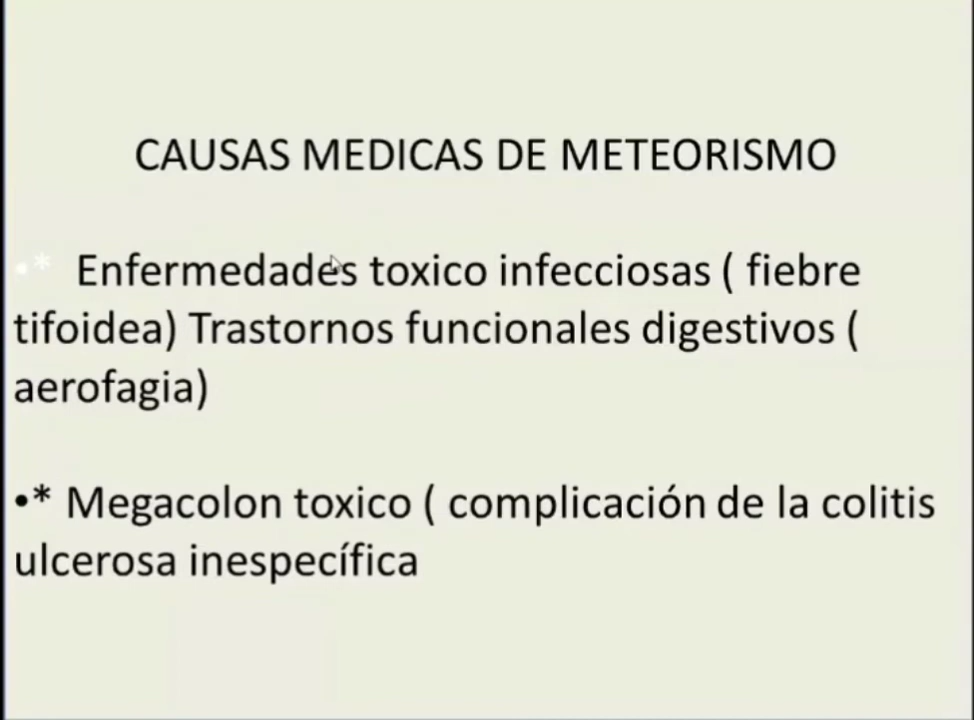 CAUSAS MEDICAS DE METEORISMO
•* Enfermedades toxico infecciosas ( fiebre
tifoidea) Trastornos funcionales digestivos (
aerofagia)
•* Megacolon toxico ( complicación de la colitis
ulcerosa inespecífica